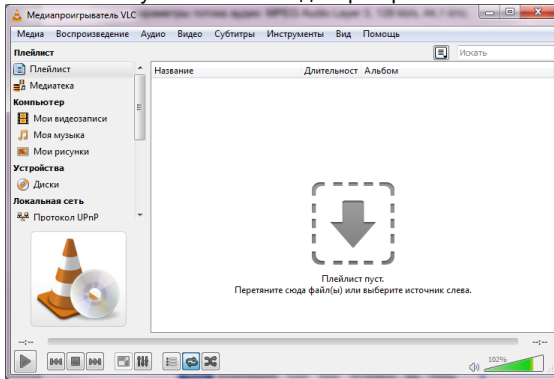 Медиапроигрыватель VLC
Медиа Воспроизведение Аудио Видео Субтитры Инструменты Вид Помощь
Плейлист
Искать
Плейлист
Название Длительност Альбом
Медиатека
Компьютер
Мои видеозаписи
Моя музыка
Мои рисунки
Устройства
Диски
Локальная сеть
Протокол UPnP
Плейлист пуст.
Перетяните сюда файл(ы) или выберите источник слева.
--:-- --:--
102%